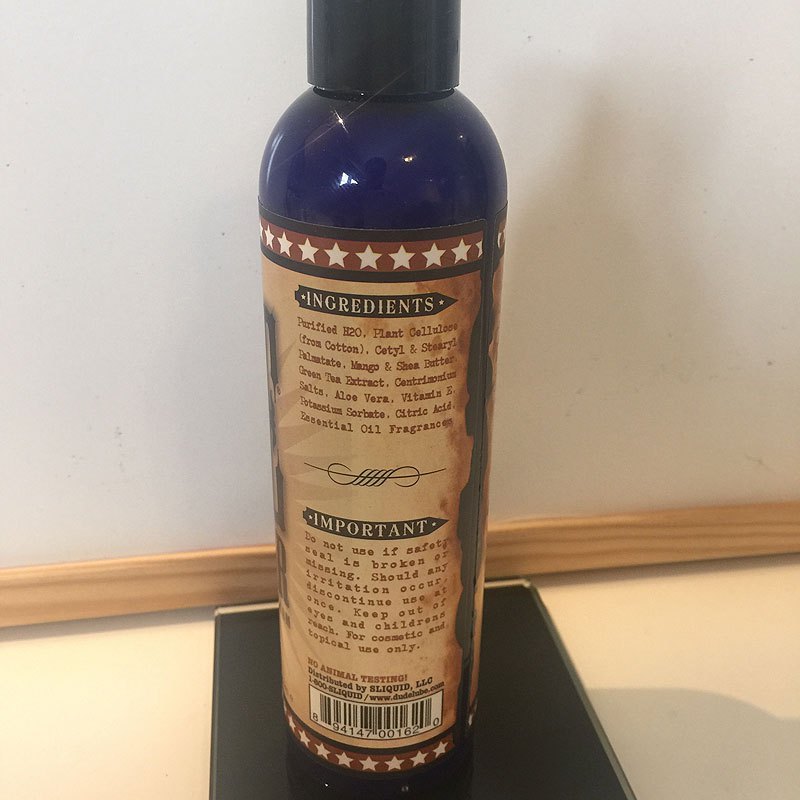 INGREDIENTS
Purified H2O, Plant Cellulose
(from Cotton), Cetyl & Stearyl
Palmatate, Mango & Shea Butter,
Green Tea Extract, Centrimonium
Salts, Aloe Vera, Vitamin E,
Potassium Sorbate, Citric Acid,
Essential Oil Fragrances
IMPORTANT
Do not use if safety
seal is broken or
missing. Should any
irritation occur,
discontinue use at
once. Keep out of
eyes and childrens
reach. For cosmetic and
topical use only.
NO ANIMAL TESTING!
Distributed by SLIQUID, LLC
1-800-SLIQUID / www.dudelube.com
8 94147 00162 0